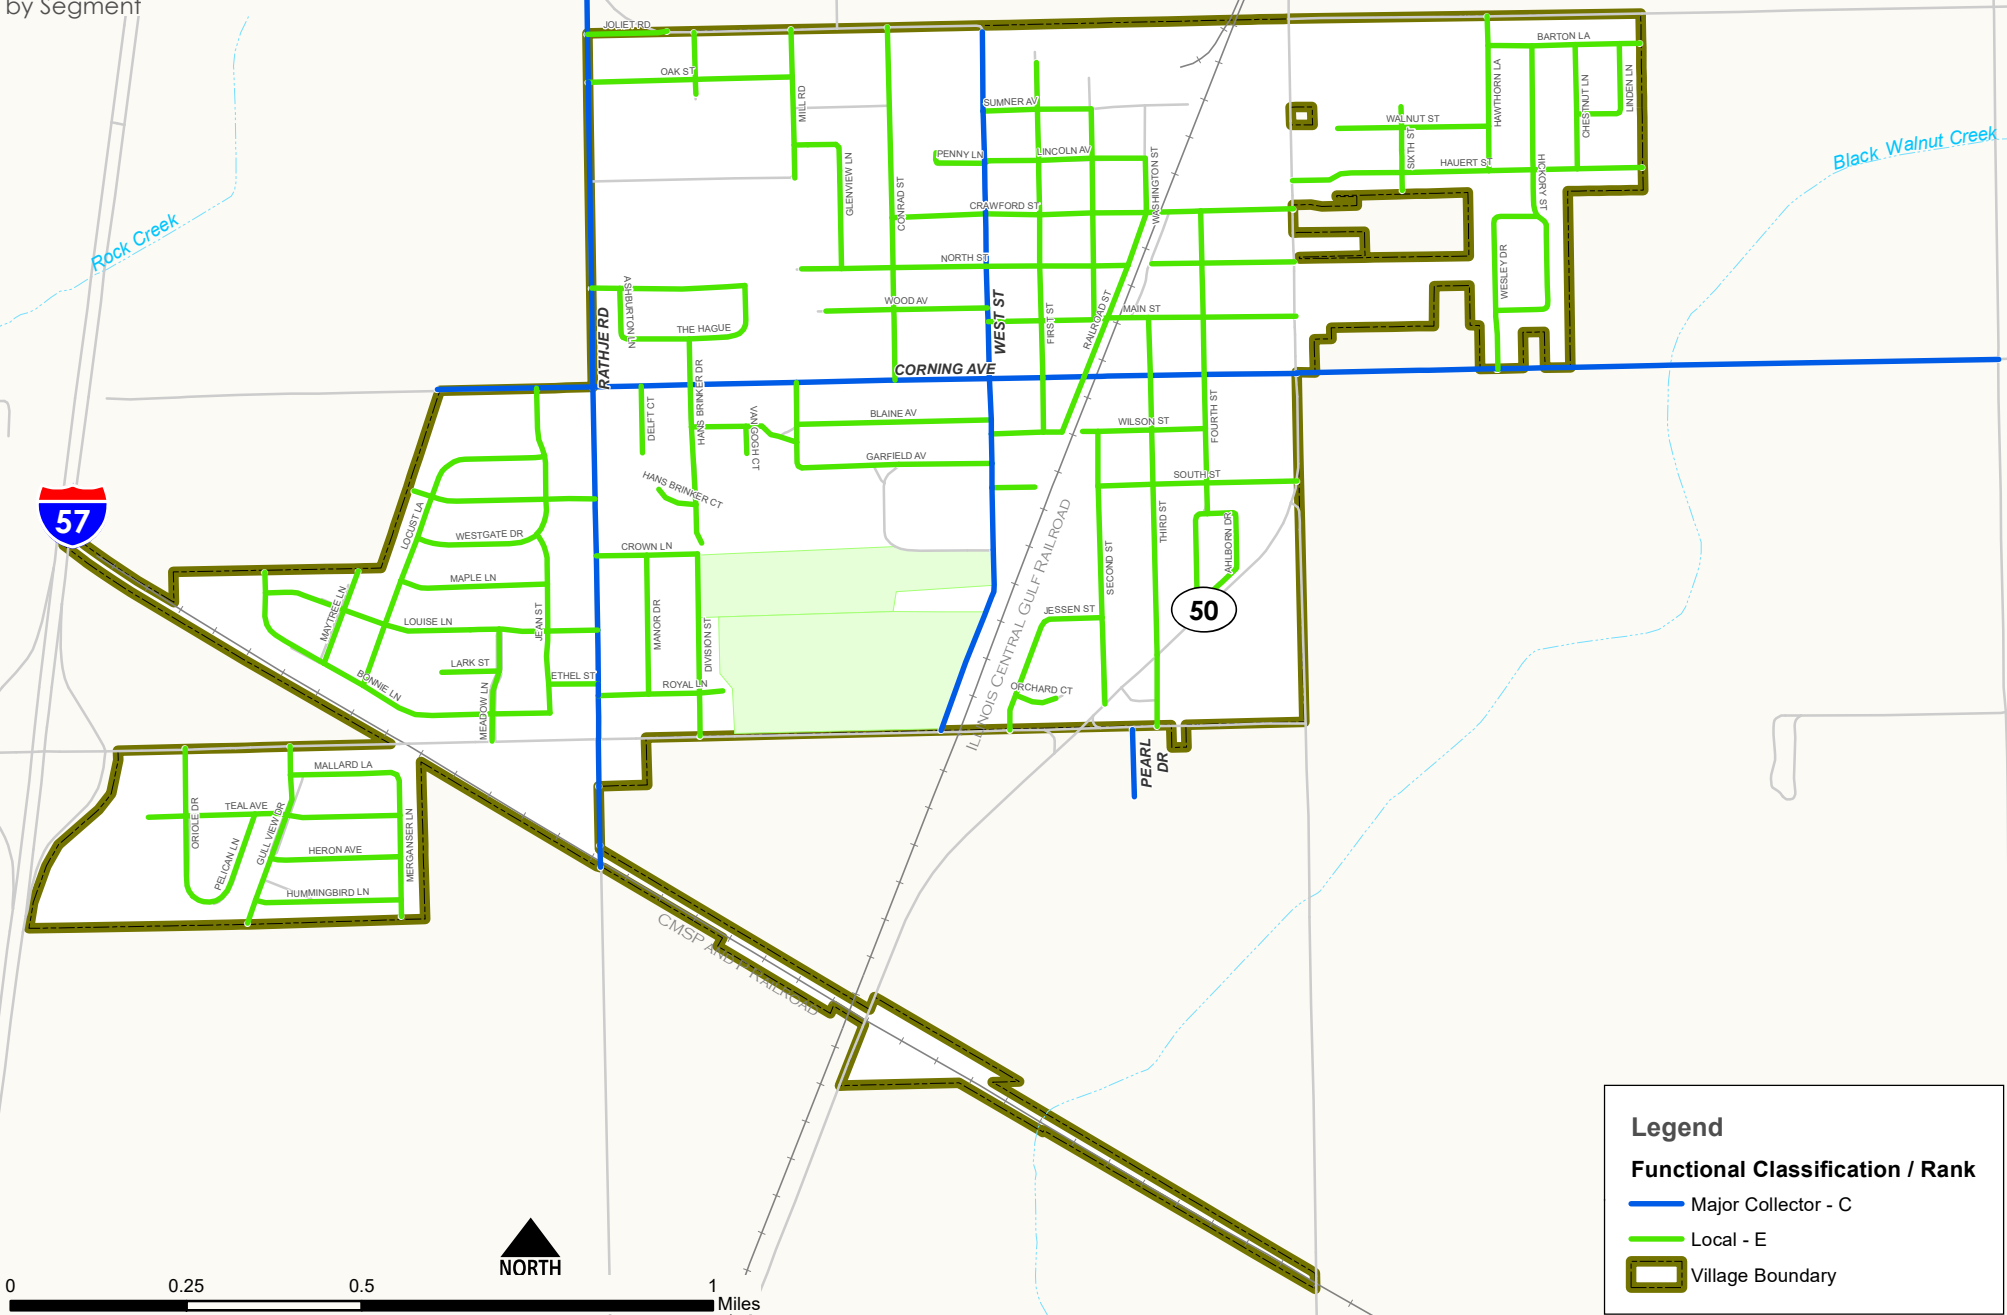 by Segment
JOLIET RD
BARTON LA
OAK ST
MILL RD
SUMNER AV
HAWTHORN LA
CHESTNUT LN
LINDEN LN
WALNUT ST
SIXTH ST
Black Walnut Creek
PENNY LN
LINCOLN AV
HAUERT ST
GLENVIEW LN
CONRAD ST
WASHINGTON ST
HICKORY ST
CRAWFORD ST
Rock Creek
NORTH ST
WESLEY DR
ASHBURTON LN
WOOD AV
WEST ST
FIRST ST
RAILROAD ST
MAIN ST
RATHJE RD
THE HAGUE
CORNING AVE
HANS BRINKER DR
DELFT CT
VAN GOGH CT
BLAINE AV
WILSON ST
FOURTH ST
GARFIELD AV
HANS BRINKER CT
SOUTH ST
57
LOCUST LA
WESTGATE DR
THIRD ST
AHLBORN DR
CROWN LN
SECOND ST
MAPLE LN
ILLINOIS CENTRAL GULF RAILROAD
MAYTREE LN
LOUISE LN
JEAN ST
MANOR DR
DIVISION ST
JESSEN ST
50
LARK ST
ETHEL ST
BONNIE LN
MEADOW LN
ROYAL LN
ORCHARD CT
PEARL
DR
MALLARD LA
TEAL AVE
ORIOLE DR
GULL VIEW DR
PELICAN LN
HERON AVE
MERGANSER LN
HUMMINGBIRD LN
CMSP AND P RAILROAD
Legend
Functional Classification / Rank
Major Collector - C
Local - E
Village Boundary
NORTH
0 0.25 0.5 1
Miles